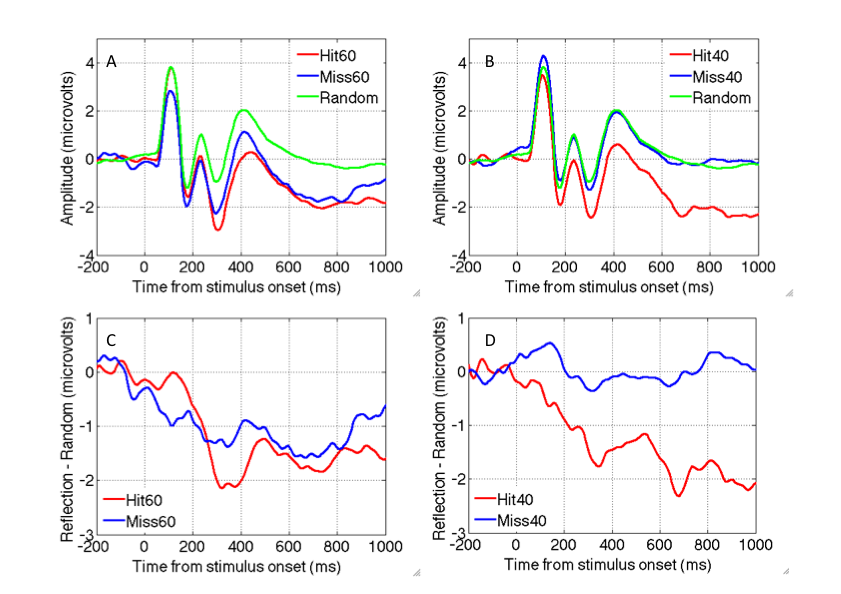 A
Hit60
Miss60
Random
Amplitude (microvolts)
4
2
0
-2
-4
-200 0 200 400 600 800 1000
Time from stimulus onset (ms)
B
Hit40
Miss40
Random
Amplitude (microvolts)
4
2
0
-2
-4
-200 0 200 400 600 800 1000
Time from stimulus onset (ms)
C
Reflection - Random (microvolts)
1
0
-1
-2
-3
Hit60
Miss60
-200 0 200 400 600 800 1000
Time from stimulus onset (ms)
D
Reflection - Random (microvolts)
1
0
-1
-2
-3
Hit40
Miss40
-200 0 200 400 600 800 1000
Time from stimulus onset (ms)